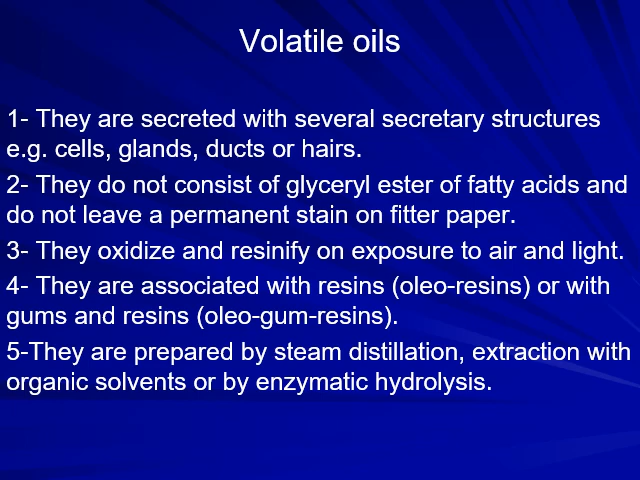 Volatile oils
1- They are secreted with several secretary structures
e.g. cells, glands, ducts or hairs.
2- They do not consist of glyceryl ester of fatty acids and
do not leave a permanent stain on fitter paper.
3- They oxidize and resinify on exposure to air and light.
4- They are associated with resins (oleo-resins) or with
gums and resins (oleo-gum-resins).
5-They are prepared by steam distillation, extraction with
organic solvents or by enzymatic hydrolysis.